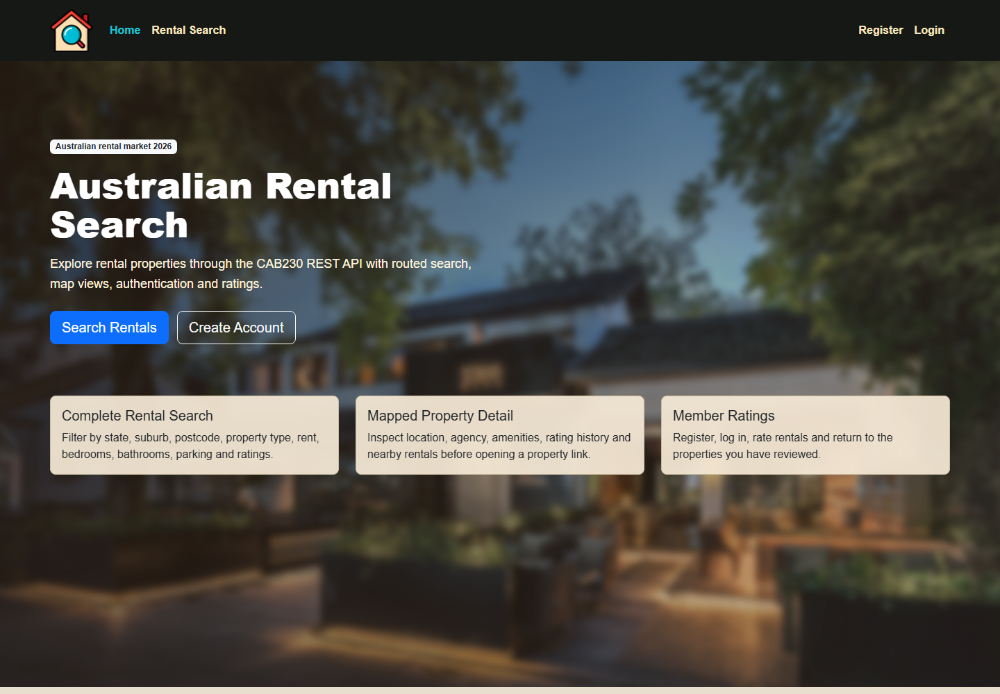 Home
Rental Search
Register
Login
Australian rental market 2026
Australian Rental
Search
Explore rental properties through the CAB230 REST API with routed search,
map views, authentication and ratings.
Search Rentals
Create Account
Complete Rental Search
Filter by state, suburb, postcode, property type, rent,
bedrooms, bathrooms, parking and ratings.
Mapped Property Detail
Inspect location, agency, amenities, rating history and
nearby rentals before opening a property link.
Member Ratings
Register, log in, rate rentals and return to the
properties you have reviewed.